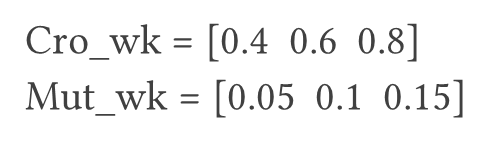 Cro_wk = [0.4 0.6 0.8]
Mut_wk = [0.05 0.1 0.15]